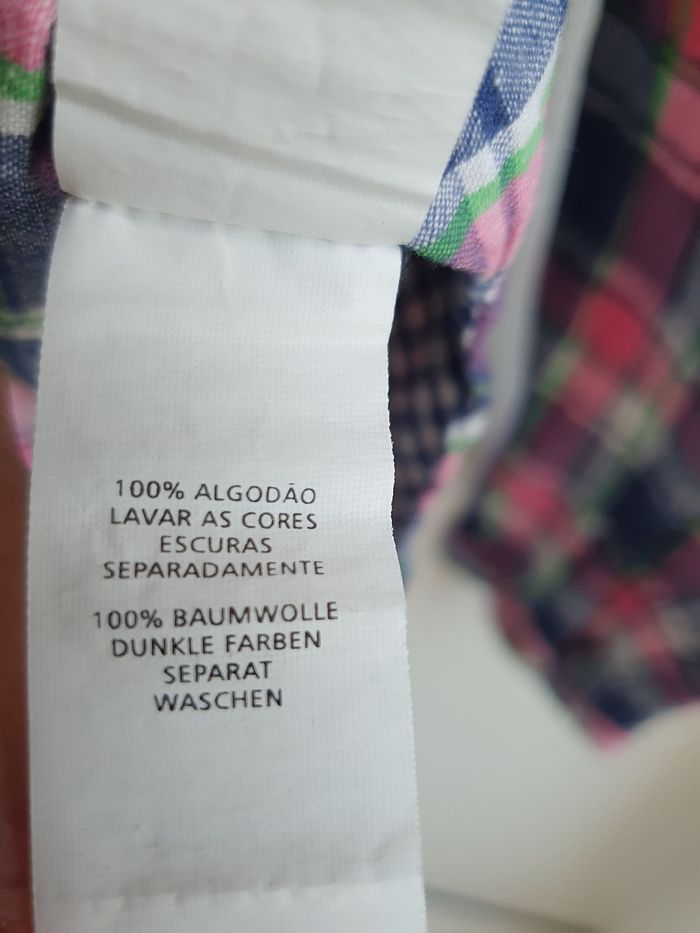 100% ALGODÃO
LAVAR AS CORES
ESCURAS
SEPARADAMENTE
100% BAUMWOLLE
DUNKLE FARBEN
SEPARAT
WASCHEN